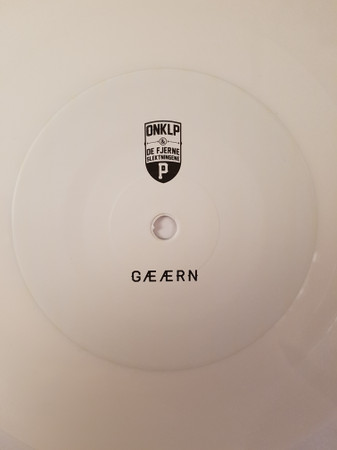 ONKLP
&
DE FJERNE
SLEKTNINGENE
P
GÆÆRN